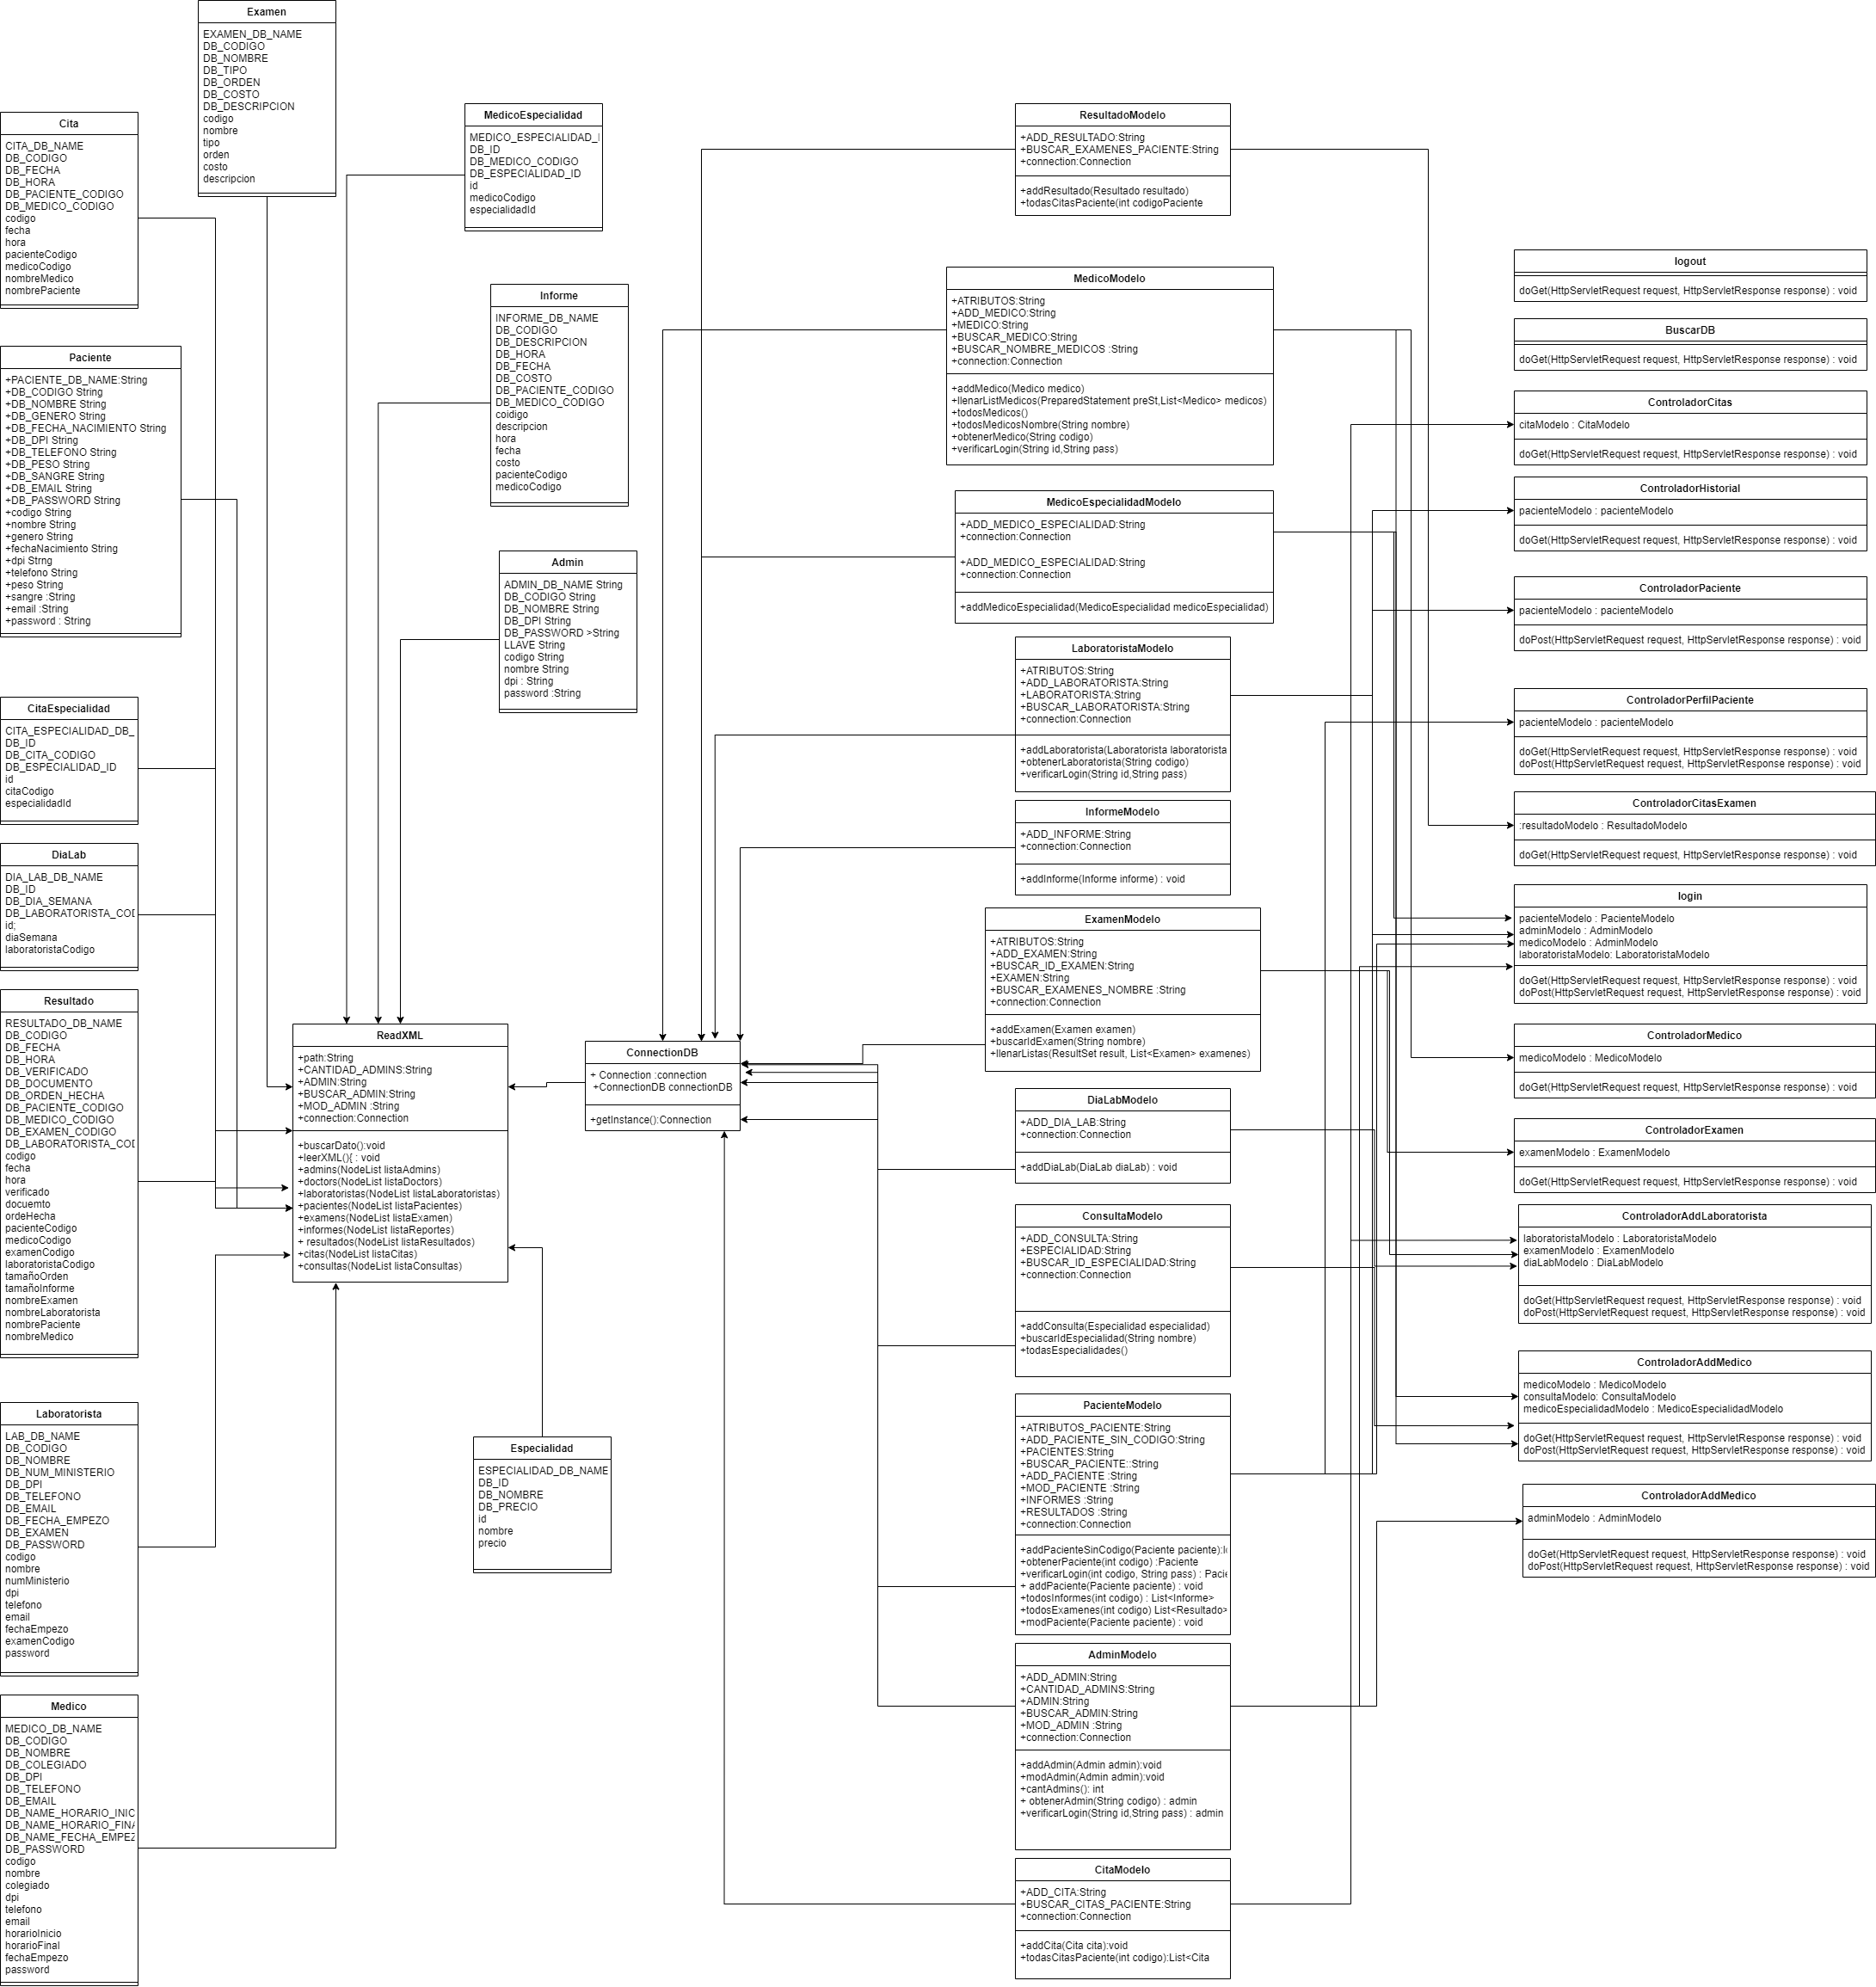 Examen
EXAMEN_DB_NAME
DB_CODIGO
DB_NOMBRE
DB_TIPO
DB_ORDEN
DB_COSTO
DB_DESCRIPCION
codigo
nombre
tipo
orden
costo
descripcion
Cita
CITA_DB_NAME
DB_CODIGO
DB_FECHA
DB_HORA
DB_PACIENTE_CODIGO
DB_MEDICO_CODIGO
codigo
fecha
hora
pacienteCodigo
medicoCodigo
nombreMedico
nombrePaciente
Paciente
+PACIENTE_DB_NAME:String
+DB_CODIGO String
+DB_NOMBRE String
+DB_GENERO String
+DB_FECHA_NACIMIENTO String
+DB_DPI String
+DB_TELEFONO String
+DB_PESO String
+DB_SANGRE String
+DB_EMAIL String
+DB_PASSWORD String
+codigo String
+nombre String
+genero String
+fechaNacimiento String
+dpi Strng
+telefono String
+peso String
+sangre :String
+email :String
+password : String
CitaEspecialidad
CITA_ESPECIALIDAD_DB_
DB_ID
DB_CITA_CODIGO
DB_ESPECIALIDAD_ID
id
citaCodigo
especialidadId
DiaLab
DIA_LAB_DB_NAME
DB_ID
DB_DIA_SEMANA
DB_LABORATORISTA_COD
id;
diaSemana
laboratoristaCodigo
Resultado
RESULTADO_DB_NAME
DB_CODIGO
DB_FECHA
DB_HORA
DB_VERIFICADO
DB_DOCUMENTO
DB_ORDEN_HECHA
DB_PACIENTE_CODIGO
DB_MEDICO_CODIGO
DB_EXAMEN_CODIGO
DB_LABORATORISTA_COD
codigo
fecha
hora
verificado
docuemto
ordeHecha
pacienteCodigo
medicoCodigo
examenCodigo
laboratoristaCodigo
tamañoOrden
tamañoInforme
nombreExamen
nombreLaboratorista
nombrePaciente
nombreMedico
Laboratorista
LAB_DB_NAME
DB_CODIGO
DB_NOMBRE
DB_NUM_MINISTERIO
DB_DPI
DB_TELEFONO
DB_EMAIL
DB_FECHA_EMPEZO
DB_EXAMEN
DB_PASSWORD
codigo
nombre
numMinisterio
dpi
telefono
email
fechaEmpezo
examenCodigo
password
Medico
MEDICO_DB_NAME
DB_CODIGO
DB_NOMBRE
DB_COLEGIADO
DB_DPI
DB_TELEFONO
DB_EMAIL
DB_NAME_HORARIO_INIC
DB_NAME_HORARIO_FINA
DB_NAME_FECHA_EMPEZ
DB_PASSWORD
codigo
nombre
colegiado
dpi
telefono
email
horarioInicio
horarioFinal
fechaEmpezo
password
MedicoEspecialidad
MEDICO_ESPECIALIDAD_
DB_ID
DB_MEDICO_CODIGO
DB_ESPECIALIDAD_ID
id
medicoCodigo
especialidadId
Informe
INFORME_DB_NAME
DB_CODIGO
DB_DESCRIPCION
DB_HORA
DB_FECHA
DB_COSTO
DB_PACIENTE_CODIGO
DB_MEDICO_CODIGO
coidigo
descripcion
hora
fecha
costo
pacienteCodigo
medicoCodigo
Admin
ADMIN_DB_NAME String
DB_CODIGO String
DB_NOMBRE String
DB_DPI String
DB_PASSWORD >String
LLAVE String
codigo String
nombre String
dpi : String
password :String
ReadXML
+path:String
+CANTIDAD_ADMINS:String
+ADMIN:String
+BUSCAR_ADMIN:String
+MOD_ADMIN :String
+connection:Connection
+buscarDato():void
+leerXML(){ : void
+admins(NodeList listaAdmins)
+doctors(NodeList listaDoctors)
+laboratoristas(NodeList listaLaboratoristas)
+pacientes(NodeList listaPacientes)
+examens(NodeList listaExamen)
+informes(NodeList listaReportes)
+ resultados(NodeList listaResultados)
+citas(NodeList listaCitas)
+consultas(NodeList listaConsultas)
Especialidad
ESPECIALIDAD_DB_NAME
DB_ID
DB_NOMBRE
DB_PRECIO
id
nombre
precio
ConnectionDB
+ Connection :connection
+ConnectionDB connectionDB
+getInstance():Connection
ResultadoModelo
+ADD_RESULTADO:String
+BUSCAR_EXAMENES_PACIENTE:String
+connection:Connection
+addResultado(Resultado resultado)
+todasCitasPaciente(int codigoPaciente
MedicoModelo
+ATRIBUTOS:String
+ADD_MEDICO:String
+MEDICO:String
+BUSCAR_MEDICO:String
+BUSCAR_NOMBRE_MEDICOS :String
+connection:Connection
+addMedico(Medico medico)
+llenarListMedicos(PreparedStatement preSt,List<Medico> medicos)
+todosMedicos()
+todosMedicosNombre(String nombre)
+obtenerMedico(String codigo)
+verificarLogin(String id,String pass)
MedicoEspecialidadModelo
+ADD_MEDICO_ESPECIALIDAD:String
+connection:Connection
+ADD_MEDICO_ESPECIALIDAD:String
+connection:Connection
+addMedicoEspecialidad(MedicoEspecialidad medicoEspecialidad)
LaboratoristaModelo
+ATRIBUTOS:String
+ADD_LABORATORISTA:String
+LABORATORISTA:String
+BUSCAR_LABORATORISTA:String
+connection:Connection
+addLaboratorista(Laboratorista laboratorista
+obtenerLaboratorista(String codigo)
+verificarLogin(String id,String pass)
InformeModelo
+ADD_INFORME:String
+connection:Connection
+addInforme(Informe informe) : void
ExamenModelo
+ATRIBUTOS:String
+ADD_EXAMEN:String
+BUSCAR_ID_EXAMEN:String
+EXAMEN:String
+BUSCAR_EXAMENES_NOMBRE :String
+connection:Connection
+addExamen(Examen examen)
+buscarIdExamen(String nombre)
+llenarListas(ResultSet result, List<Examen> examenes)
DiaLabModelo
+ADD_DIA_LAB:String
+connection:Connection
+addDiaLab(DiaLab diaLab) : void
ConsultaModelo
+ADD_CONSULTA:String
+ESPECIALIDAD:String
+BUSCAR_ID_ESPECIALIDAD:String
+connection:Connection
+addConsulta(Especialidad especialidad)
+buscarIdEspecialidad(String nombre)
+todasEspecialidades()
PacienteModelo
+ATRIBUTOS_PACIENTE:String
+ADD_PACIENTE_SIN_CODIGO:String
+PACIENTES:String
+BUSCAR_PACIENTE::String
+ADD_PACIENTE :String
+MOD_PACIENTE :String
+INFORMES :String
+RESULTADOS :String
+connection:Connection
+addPacienteSinCodigo(Paciente paciente):l
+obtenerPaciente(int codigo) :Paciente
+verificarLogin(int codigo, String pass) : Pacie
+ addPaciente(Paciente paciente) : void
+todosInformes(int codigo) : List<Informe>
+todosExamenes(int codigo) List<Resultado>
+modPaciente(Paciente paciente) : void
AdminModelo
+ADD_ADMIN:String
+CANTIDAD_ADMINS:String
+ADMIN:String
+BUSCAR_ADMIN:String
+MOD_ADMIN :String
+connection:Connection
+addAdmin(Admin admin):void
+modAdmin(Admin admin):void
+cantAdmins(): int
+ obtenerAdmin(String codigo) : admin
+verificarLogin(String id,String pass) : admin
CitaModelo
+ADD_CITA:String
+BUSCAR_CITAS_PACIENTE:String
+connection:Connection
+addCita(Cita cita):void
+todasCitasPaciente(int codigo):List<Cita
logout
doGet(HttpServletRequest request, HttpServletResponse response) : void
BuscarDB
doGet(HttpServletRequest request, HttpServletResponse response) : void
ControladorCitas
citaModelo : CitaModelo
doGet(HttpServletRequest request, HttpServletResponse response) : void
ControladorHistorial
pacienteModelo : pacienteModelo
doGet(HttpServletRequest request, HttpServletResponse response) : void
ControladorPaciente
pacienteModelo : pacienteModelo
doPost(HttpServletRequest request, HttpServletResponse response) : void
ControladorPerfilPaciente
pacienteModelo : pacienteModelo
doGet(HttpServletRequest request, HttpServletResponse response) : void
doPost(HttpServletRequest request, HttpServletResponse response) : void
ControladorCitasExamen
:resultadoModelo : ResultadoModelo
doGet(HttpServletRequest request, HttpServletResponse response) : void
login
pacienteModelo : PacienteModelo
adminModelo : AdminModelo
medicoModelo : AdminModelo
laboratoristaModelo: LaboratoristaModelo
doGet(HttpServletRequest request, HttpServletResponse response) : void
doPost(HttpServletRequest request, HttpServletResponse response) : void
ControladorMedico
medicoModelo : MedicoModelo
doGet(HttpServletRequest request, HttpServletResponse response) : void
ControladorExamen
examenModelo : ExamenModelo
doGet(HttpServletRequest request, HttpServletResponse response) : void
ControladorAddLaboratorista
laboratoristaModelo : LaboratoristaModelo
examenModelo : ExamenModelo
diaLabModelo : DiaLabModelo
doGet(HttpServletRequest request, HttpServletResponse response) : void
doPost(HttpServletRequest request, HttpServletResponse response) : void
ControladorAddMedico
medicoModelo : MedicoModelo
consultaModelo: ConsultaModelo
medicoEspecialidadModelo : MedicoEspecialidadModelo
doGet(HttpServletRequest request, HttpServletResponse response) : void
doPost(HttpServletRequest request, HttpServletResponse response) : void
ControladorAddMedico
adminModelo : AdminModelo
doGet(HttpServletRequest request, HttpServletResponse response) : void
doPost(HttpServletRequest request, HttpServletResponse response) : void